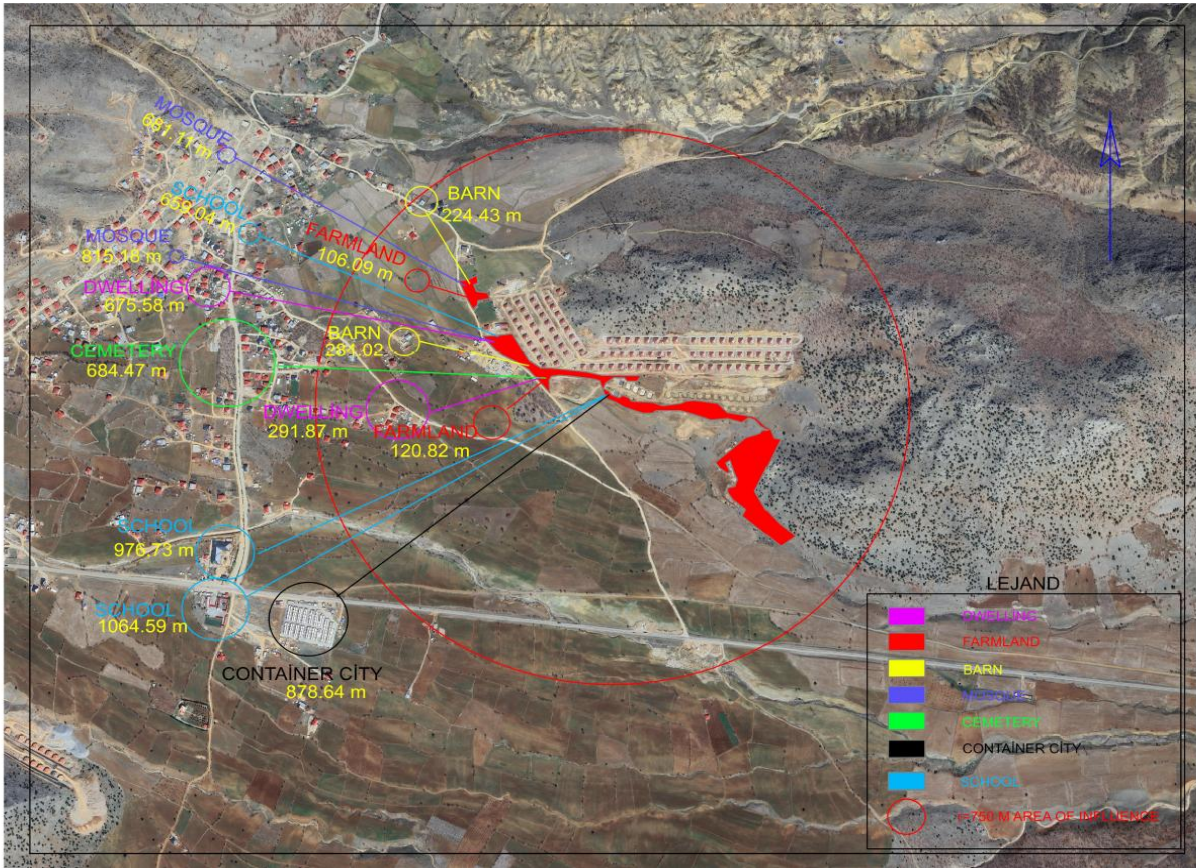 MOSQUE
681.11 m
SCHOOL
659.04 m
MOSQUE
815.18 m
DWELLING
675.58 m
CEMETERY
684.47 m
BARN
224.43 m
FARMLAND
106.09 m
BARN
284.02
DWELLING
291.87 m
FARMLAND
120.82 m
SCHOOL
976.73 m
SCHOOL
1064.59 m
CONTAİNER CİTY
878.64 m
LEJAND
DWELLING
FARMLAND
BARN
MOSQUE
CEMETERY
CONTAİNER CİTY
SCHOOL
r=750 M AREA OF INFLUENCE